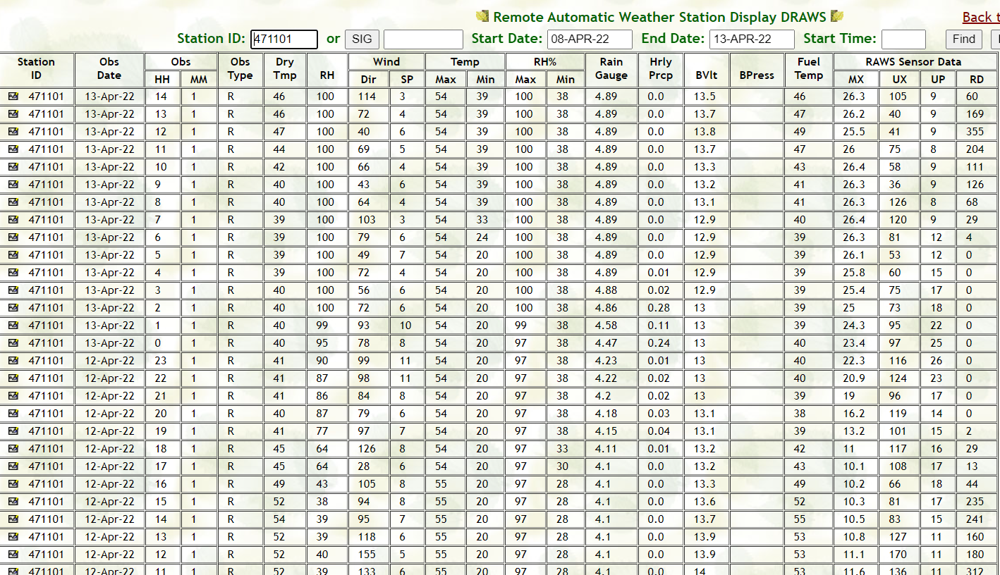 Remote Automatic Weather Station Display DRAWS Back t
Station ID: 471101 or SIG Start Date: 08-APR-22 End Date: 13-APR-22 Start Time: Find
Station ID Obs Date Obs Obs Type Dry Tmp RH Wind Temp RH% Rain Gauge Hrly Prcp BVlt BPress Fuel Temp RAWS Sensor Data
HH MM Dir SP Max Min Max Min MX UX UP RD
471101 13-Apr-22 14 1 R 46 100 114 3 54 39 100 38 4.89 0.0 13.5 46 26.3 105 9 60
471101 13-Apr-22 13 1 R 46 100 72 4 54 39 100 38 4.89 0.0 13.7 47 26.2 40 9 169
471101 13-Apr-22 12 1 R 47 100 40 6 54 39 100 38 4.89 0.0 13.8 49 25.5 41 9 355
471101 13-Apr-22 11 1 R 44 100 69 5 54 39 100 38 4.89 0.0 13.7 47 26 75 8 204
471101 13-Apr-22 10 1 R 42 100 66 4 54 39 100 38 4.89 0.0 13.3 43 26.4 58 9 111
471101 13-Apr-22 9 1 R 40 100 43 6 54 39 100 38 4.89 0.0 13.2 41 26.3 36 9 126
471101 13-Apr-22 8 1 R 40 100 64 4 54 39 100 38 4.89 0.0 13.1 41 26.3 126 8 68
471101 13-Apr-22 7 1 R 39 100 103 3 54 33 100 38 4.89 0.0 12.9 40 26.4 120 9 29
471101 13-Apr-22 6 1 R 39 100 79 6 54 24 100 38 4.89 0.0 12.9 39 26.3 81 12 4
471101 13-Apr-22 5 1 R 39 100 49 7 54 20 100 38 4.89 0.0 12.9 39 26.1 53 12 0
471101 13-Apr-22 4 1 R 39 100 72 4 54 20 100 38 4.89 0.01 12.9 39 25.8 60 15 0
471101 13-Apr-22 3 1 R 40 100 56 6 54 20 100 38 4.88 0.02 12.9 39 25.4 75 17 0
471101 13-Apr-22 2 1 R 40 100 72 6 54 20 100 38 4.86 0.28 13 39 25 73 18 0
471101 13-Apr-22 1 1 R 40 99 93 10 54 20 99 38 4.58 0.11 13 39 24.3 95 22 0
471101 13-Apr-22 0 1 R 40 95 78 8 54 20 97 38 4.47 0.24 13 40 23.4 97 25 0
471101 12-Apr-22 23 1 R 41 90 99 11 54 20 97 38 4.23 0.01 13 40 22.3 116 26 0
471101 12-Apr-22 22 1 R 41 87 98 11 54 20 97 38 4.22 0.02 13 40 20.9 124 23 0
471101 12-Apr-22 21 1 R 41 86 84 8 54 20 97 38 4.2 0.02 13 39 19 96 17 0
471101 12-Apr-22 20 1 R 40 87 79 6 54 20 97 38 4.18 0.03 13.1 38 16.2 119 14 0
471101 12-Apr-22 19 1 R 41 77 97 7 54 20 97 38 4.15 0.04 13.1 39 13.2 101 15 2
471101 12-Apr-22 18 1 R 45 64 126 8 54 20 97 33 4.11 0.01 13.2 42 11 117 16 29
471101 12-Apr-22 17 1 R 45 64 28 6 54 20 97 30 4.1 0.0 13.2 43 10.1 108 17 13
471101 12-Apr-22 16 1 R 49 43 105 8 55 20 97 28 4.1 0.0 13.3 49 10.2 66 18 44
471101 12-Apr-22 15 1 R 52 38 94 8 55 20 97 28 4.1 0.0 13.6 52 10.3 81 17 235
471101 12-Apr-22 14 1 R 54 39 95 7 55 20 97 28 4.1 0.0 13.7 55 10.5 83 15 241
471101 12-Apr-22 13 1 R 52 39 118 6 55 20 97 28 4.1 0.0 13.9 53 10.8 127 11 160
471101 12-Apr-22 12 1 R 52 40 155 5 55 20 97 28 4.1 0.0 13.9 53 11.1 170 11 180
471101 12-Apr-22 11 1 R 52 39 133 6 55 20 97 28 4.1 0.0 14 53 11.6 136 11 312